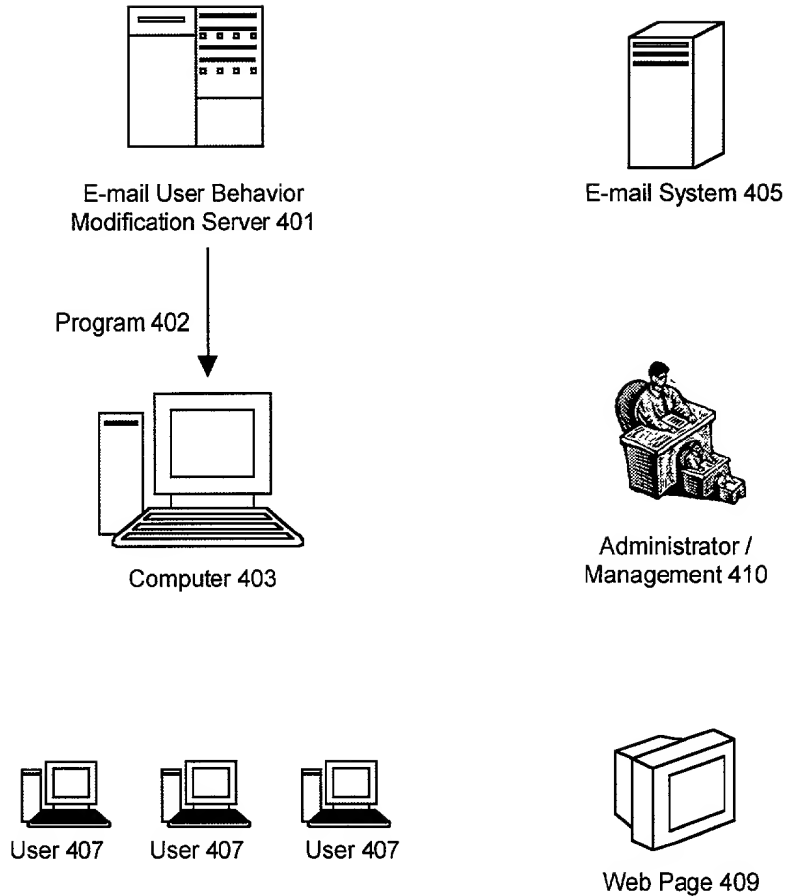 E-mail User Behavior
Modification Server 401
E-mail System 405
Program 402
Computer 403
Administrator /
Management 410
User 407
User 407
User 407
Web Page 409